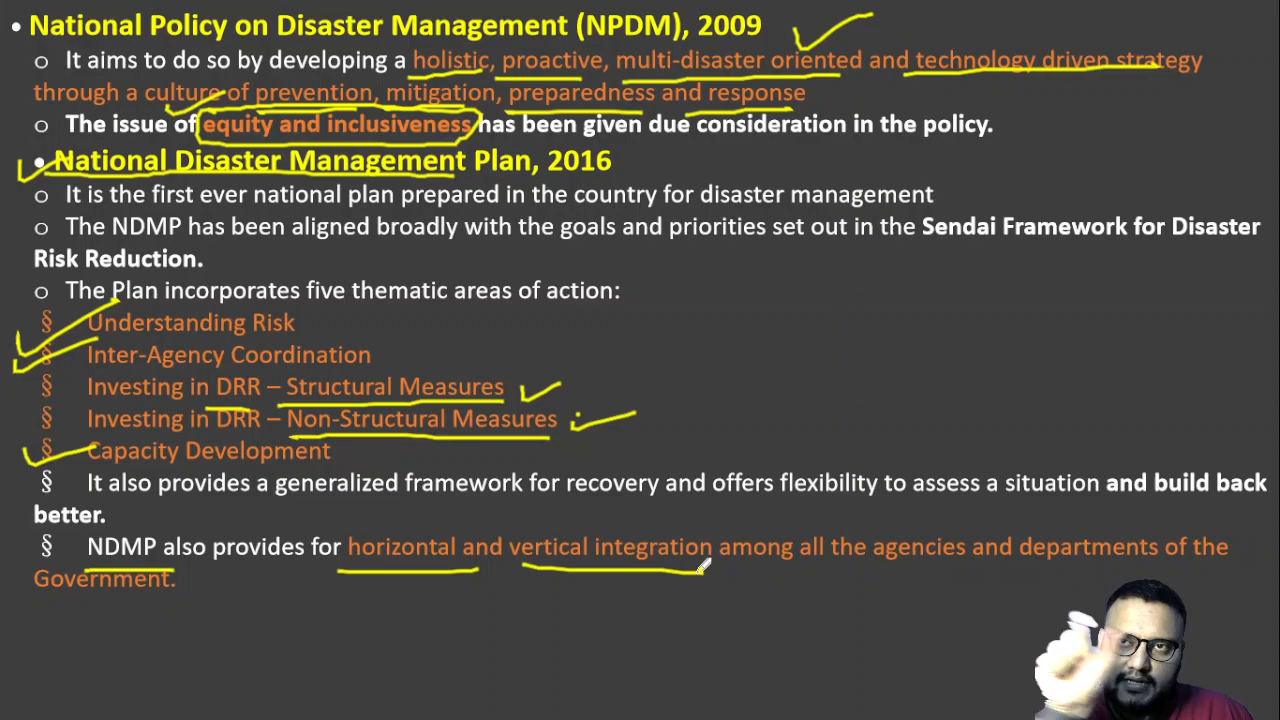 • National Policy on Disaster Management (NPDM), 2009
o It aims to do so by developing a holistic, proactive, multi-disaster oriented and technology driven strategy
through a culture of prevention, mitigation, preparedness and response
o The issue of equity and inclusiveness has been given due consideration in the policy.
• National Disaster Management Plan, 2016
o It is the first ever national plan prepared in the country for disaster management
o The NDMP has been aligned broadly with the goals and priorities set out in the Sendai Framework for Disaster
Risk Reduction.
o The Plan incorporates five thematic areas of action:
§ Understanding Risk
§ Inter-Agency Coordination
§ Investing in DRR – Structural Measures
§ Investing in DRR – Non-Structural Measures
§ Capacity Development
§ It also provides a generalized framework for recovery and offers flexibility to assess a situation and build back
better.
§ NDMP also provides for horizontal and vertical integration among all the agencies and departments of the
Government.